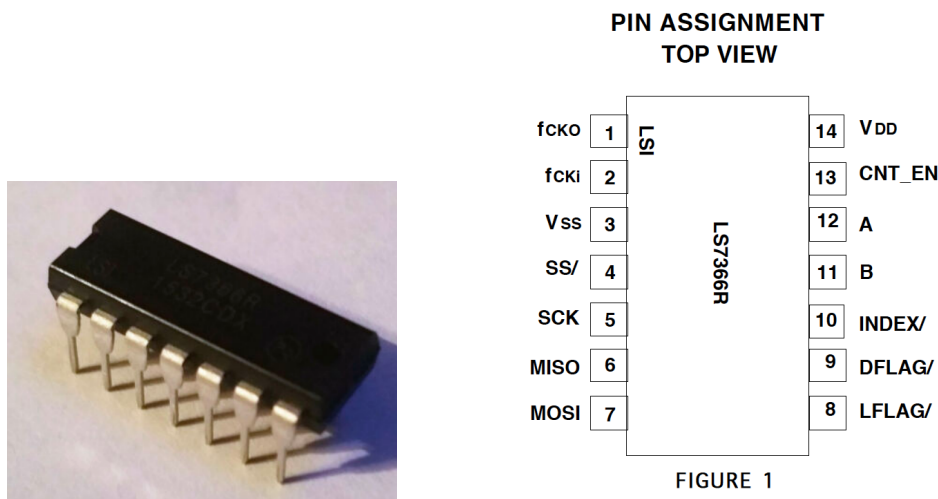 PIN ASSIGNMENT
TOP VIEW
fCKO 1
fCKi 2
VSS 3
SS/ 4
SCK 5
MISO 6
MOSI 7
LSI
LS7366R
14 VDD
13 CNT_EN
12 A
11 B
10 INDEX/
9 DFLAG/
8 LFLAG/
FIGURE 1
LS7366R